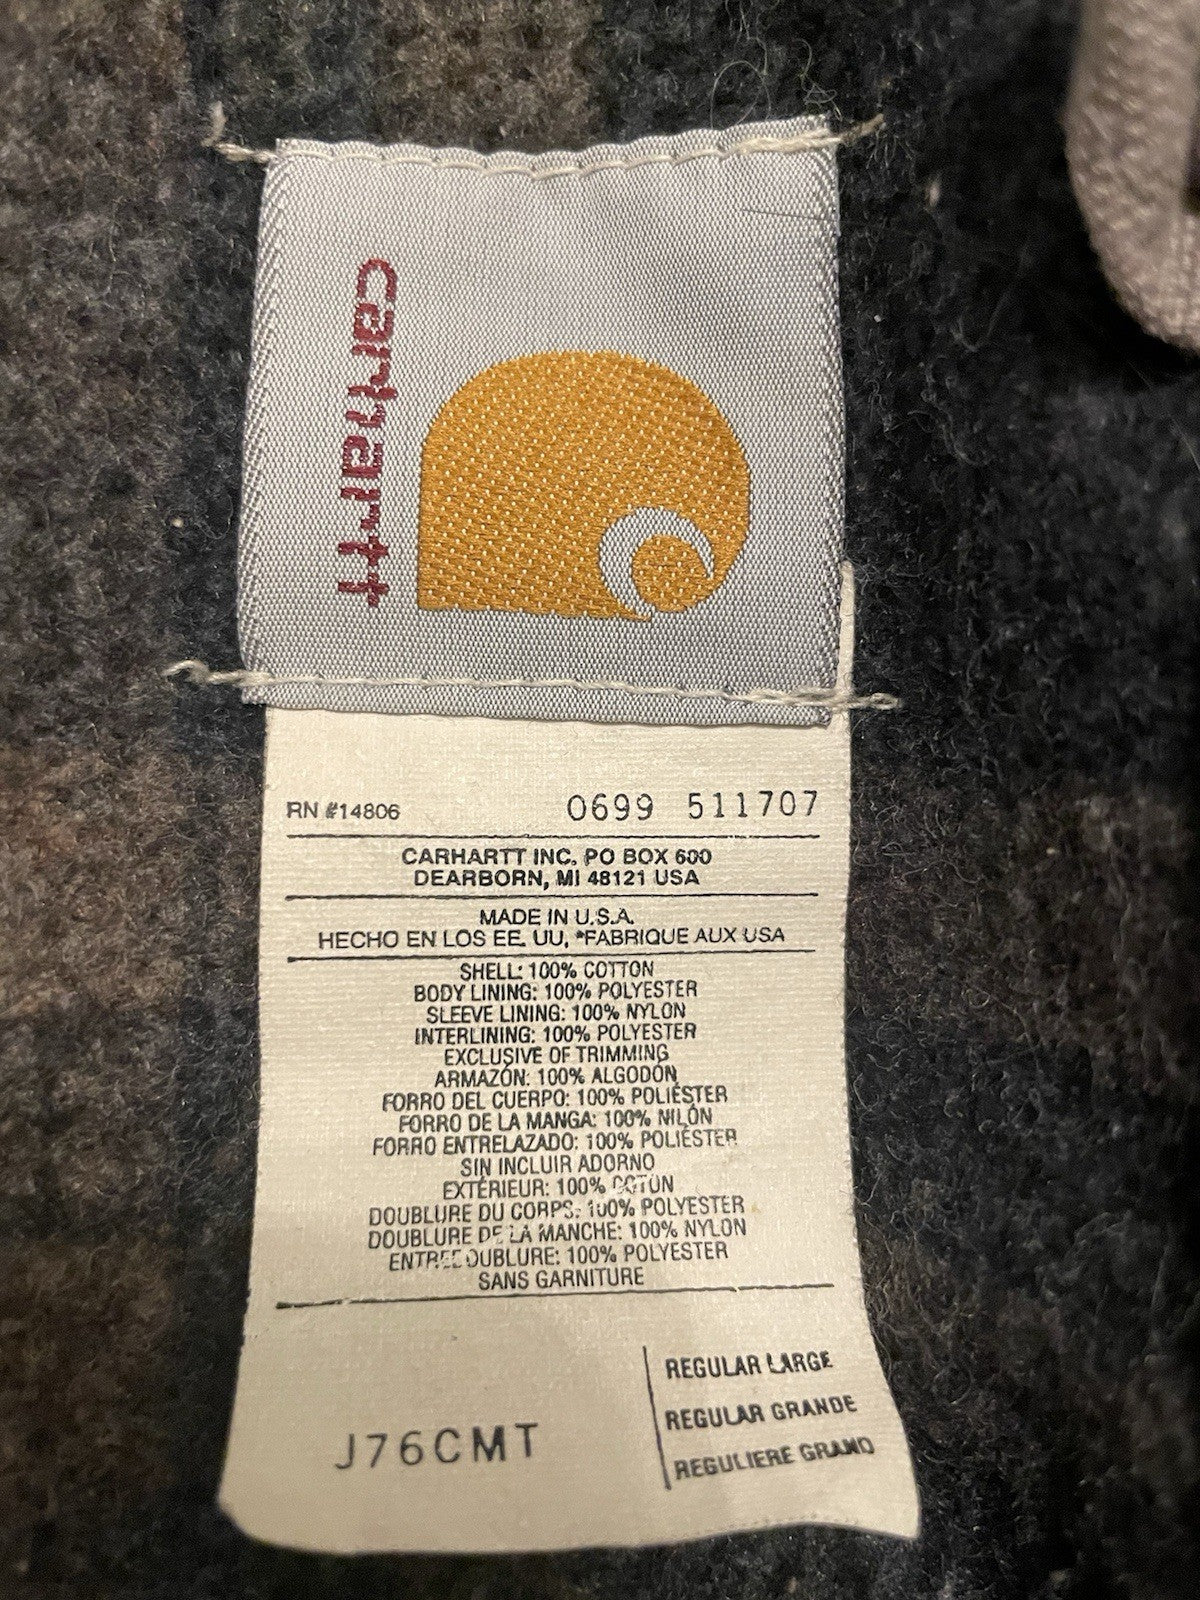 carhartt
RN #14806 0699 511707
CARHARTT INC. PO BOX 600
DEARBORN, MI 48121 USA
MADE IN U.S.A.
HECHO EN LOS EE. UU. *FABRIQUE AUX USA
SHELL: 100% COTTON
BODY LINING: 100% POLYESTER
SLEEVE LINING: 100% NYLON
INTERLINING: 100% POLYESTER
EXCLUSIVE OF TRIMMING
ARMAZÓN: 100% ALGODÓN
FORRO DEL CUERPO: 100% POLIÉSTER
FORRO DE LA MANGA: 100% NILÓN
FORRO ENTRELAZADO: 100% POLIÉSTER
SIN INCLUIR ADORNO
EXTÉRIEUR: 100% COTON
DOUBLURE DU CORPS: 100% POLYESTER
DOUBLURE DE LA MANCHE: 100% NYLON
ENTREDOUBLURE: 100% POLYESTER
SANS GARNITURE
J76CMT
REGULAR LARGE
REGULAR GRANDE
REGULIERE GRAND